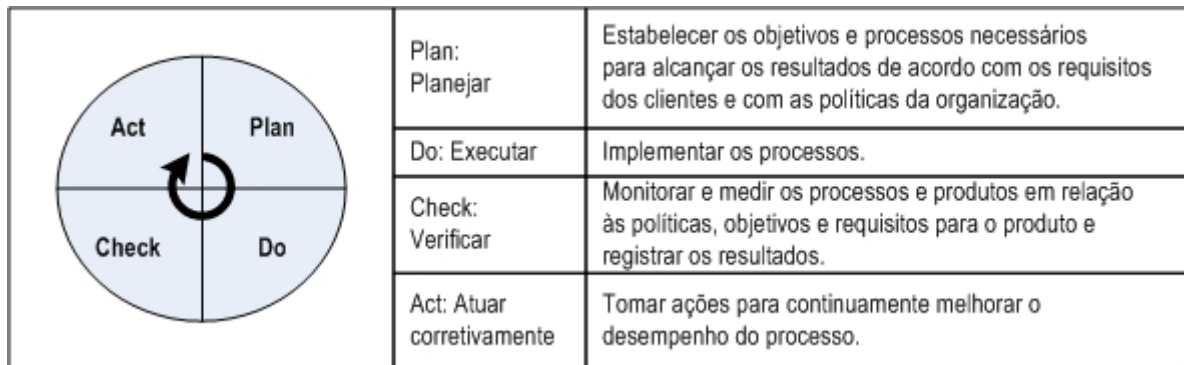 Act
Plan
Check
Do
Plan:
Planejar
Estabelecer os objetivos e processos necessários
para alcançar os resultados de acordo com os requisitos
dos clientes e com as políticas da organização.
Do: Executar
Implementar os processos.
Check:
Verificar
Monitorar e medir os processos e produtos em relação
às políticas, objetivos e requisitos para o produto e
registrar os resultados.
Act: Atuar
corretivamente
Tomar ações para continuamente melhorar o
desempenho do processo.